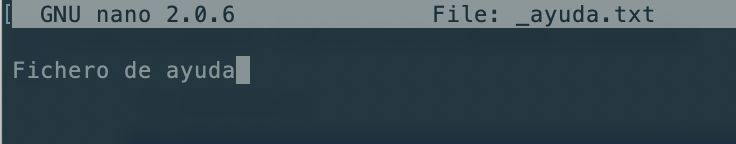 GNU nano 2.0.6 File: _ayuda.txt
Fichero de ayuda